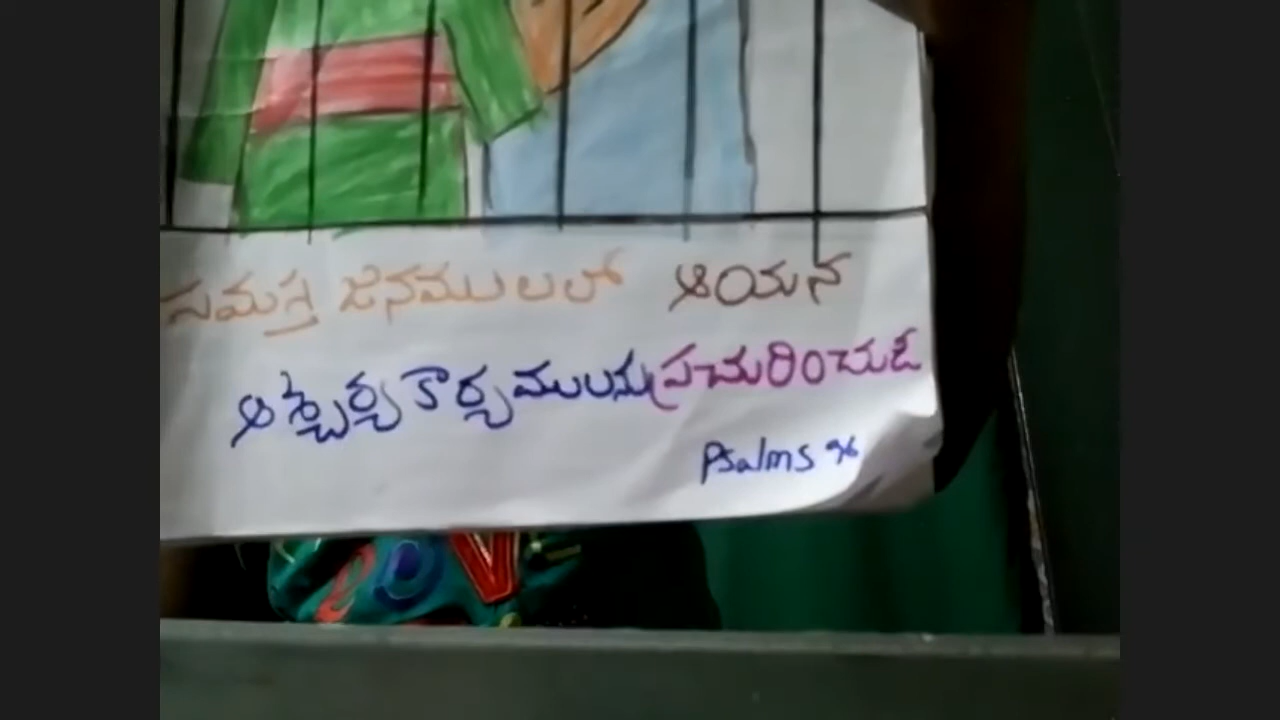 సమస్త జనములలో ఆయన
ఆశ్చర్యకార్యములను ప్రచురించుడి
Psalms 96